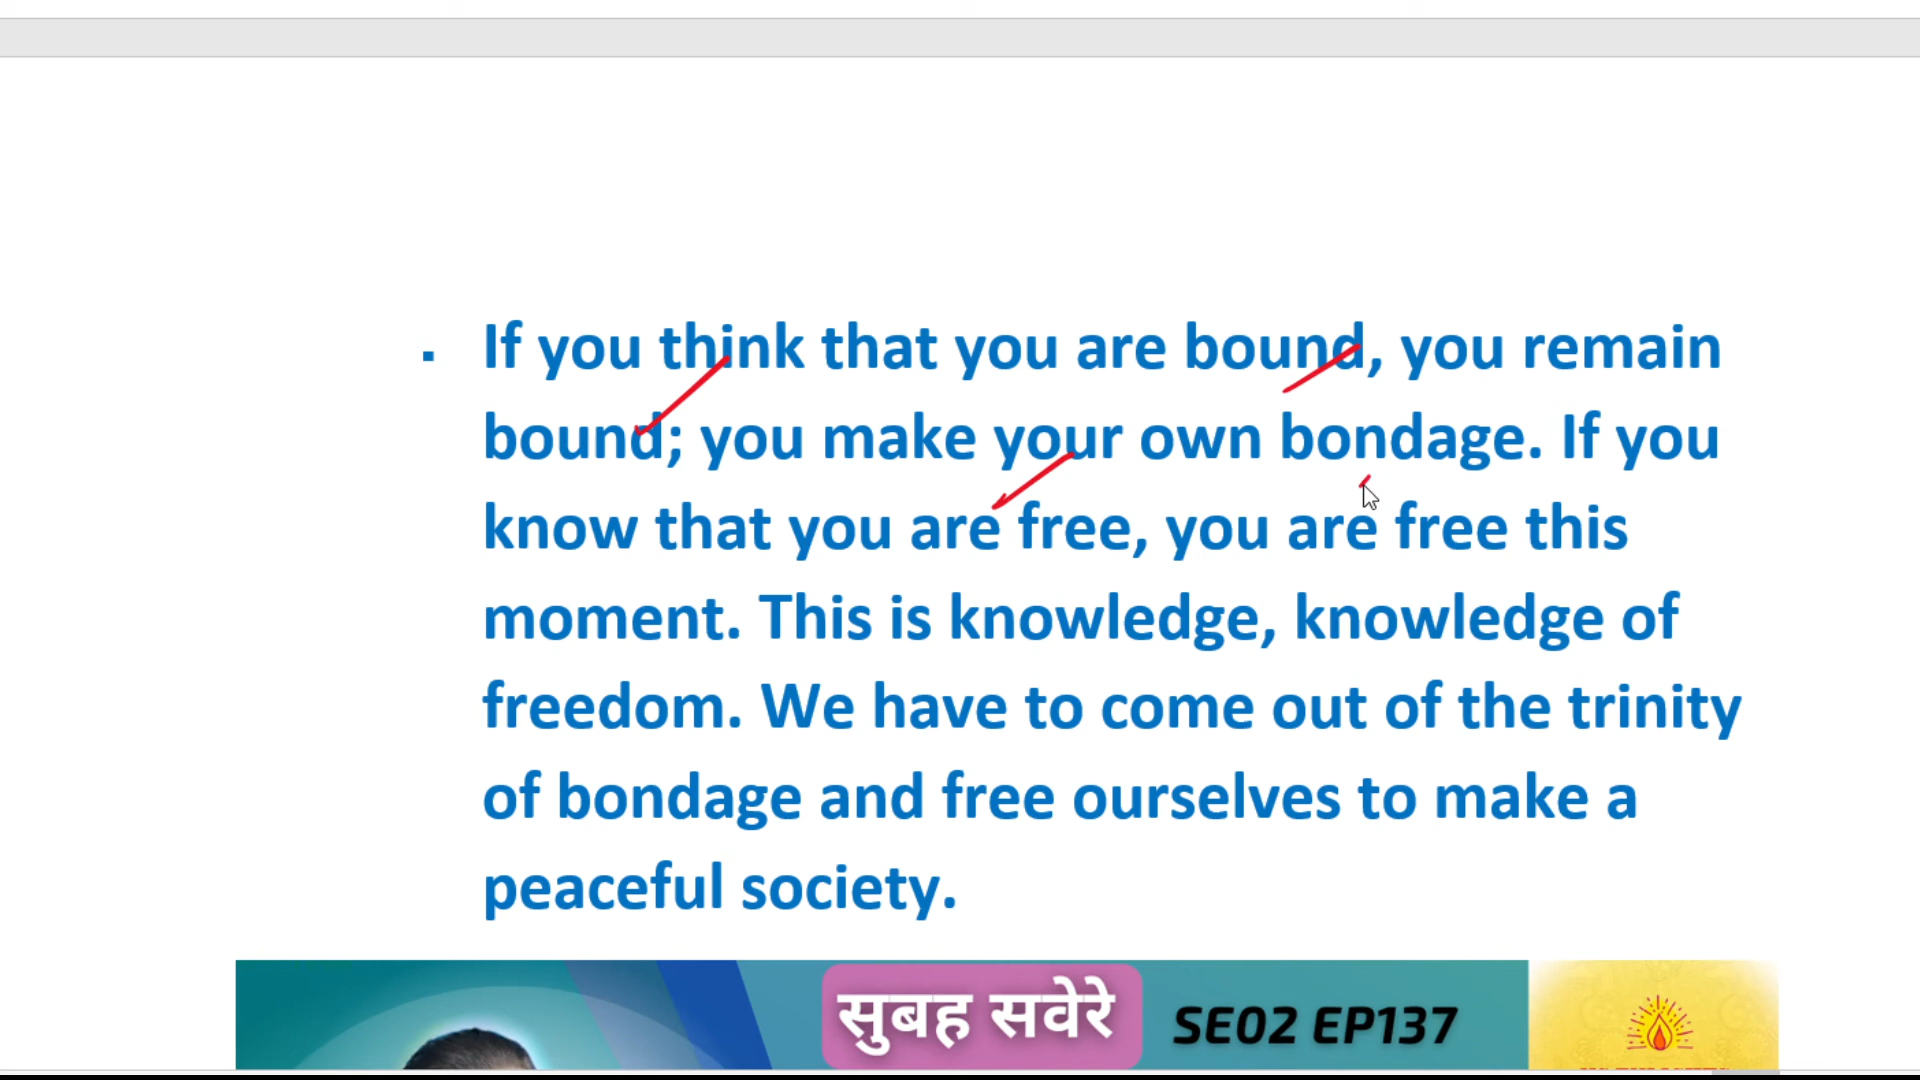 If you think that you are bound, you remain
bound; you make your own bondage. If you
know that you are free, you are free this
moment. This is knowledge, knowledge of
freedom. We have to come out of the trinity
of bondage and free ourselves to make a
peaceful society.
सुबह सवेरे SE02 EP137